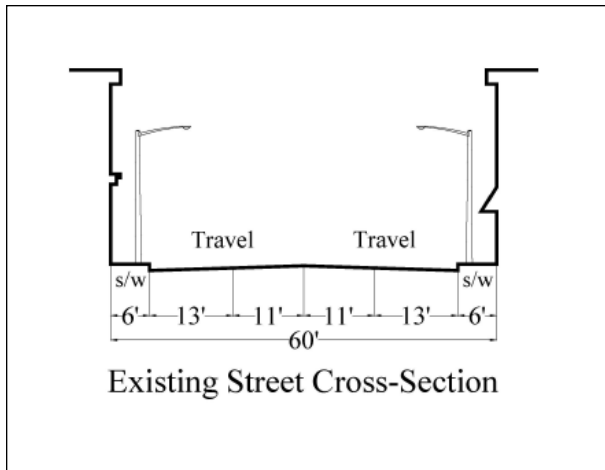 Travel Travel
s/w s/w
6' 13' 11' 11' 13' 6'
60'
Existing Street Cross-Section